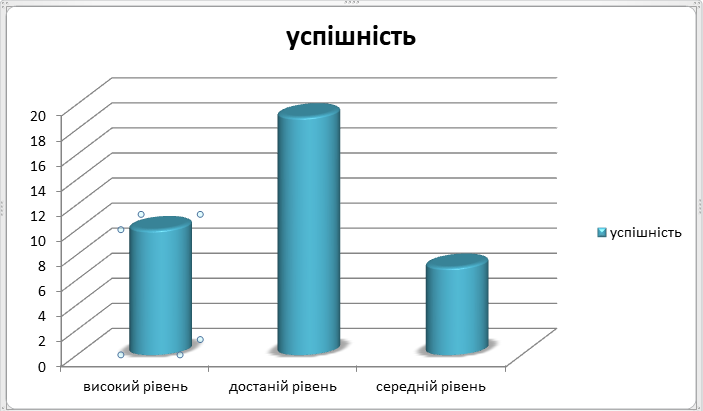 успішність
20
18
16
14
12
10
8
6
4
2
0
високий рівень
достаній рівень
середній рівень
успішність